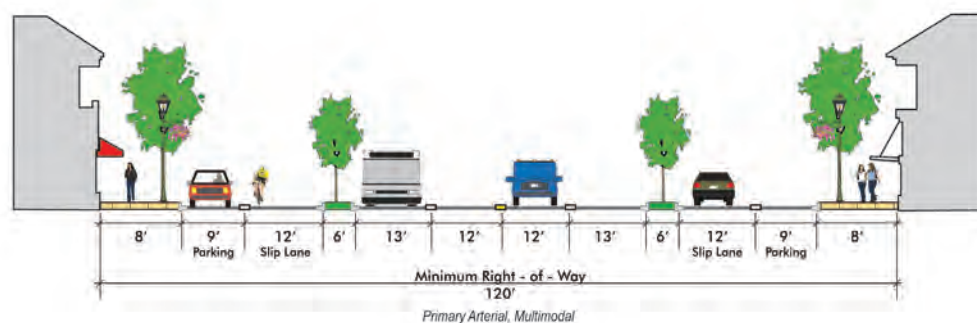 8' 9' 12' 6' 13' 12' 12' 13' 6' 12' 9' 8'
Parking Slip Lane Slip Lane Parking
Minimum Right - of - Way
120'
Primary Arterial, Multimodal